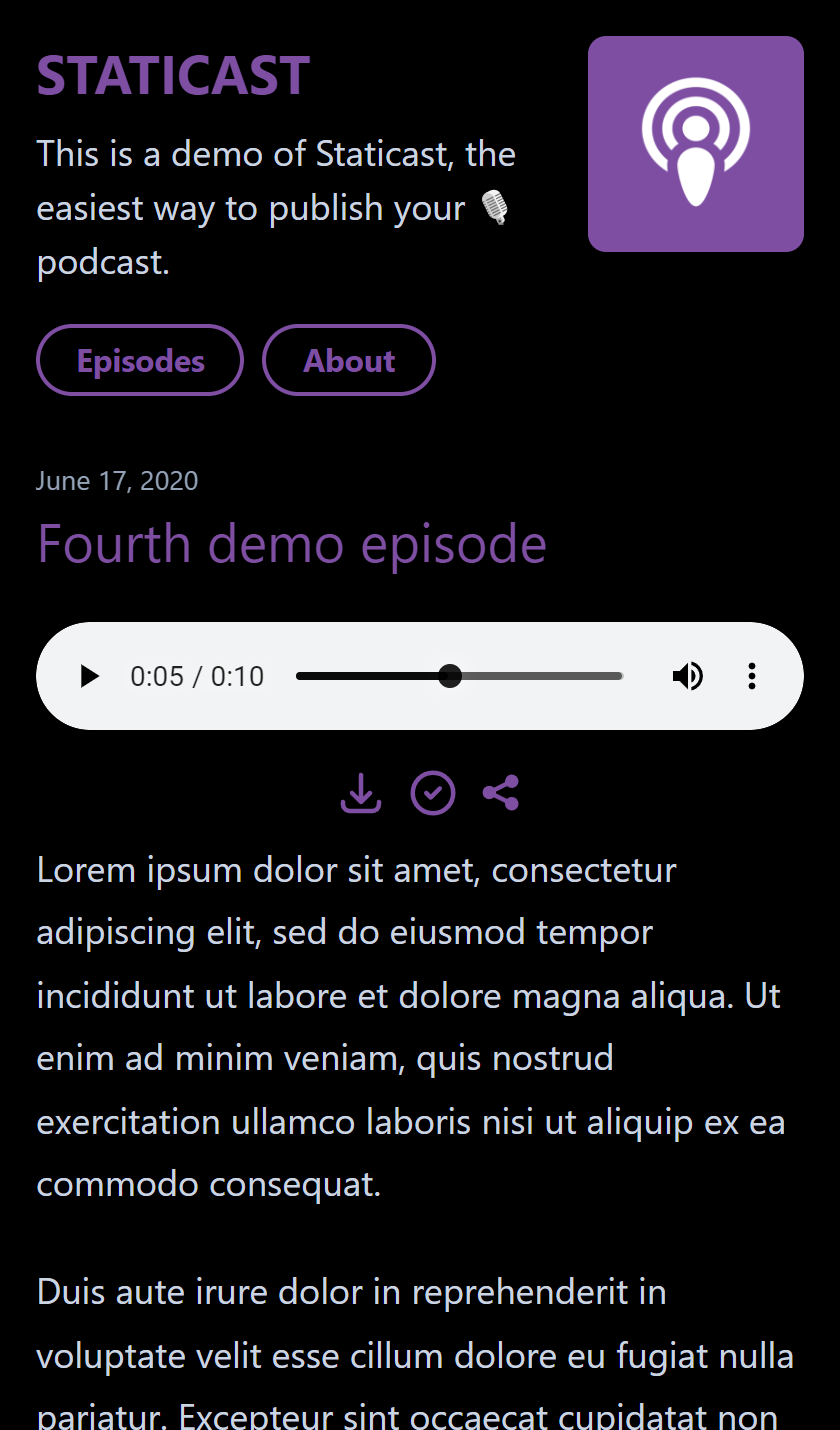 STATICAST
This is a demo of Staticast, the
easiest way to publish your 🎙
podcast.
Episodes
About
June 17, 2020
Fourth demo episode
0:05 / 0:10
Lorem ipsum dolor sit amet, consectetur
adipiscing elit, sed do eiusmod tempor
incididunt ut labore et dolore magna aliqua. Ut
enim ad minim veniam, quis nostrud
exercitation ullamco laboris nisi ut aliquip ex ea
commodo consequat.
Duis aute irure dolor in reprehenderit in
voluptate velit esse cillum dolore eu fugiat nulla
pariatur. Excepteur sint occaecat cupidatat non